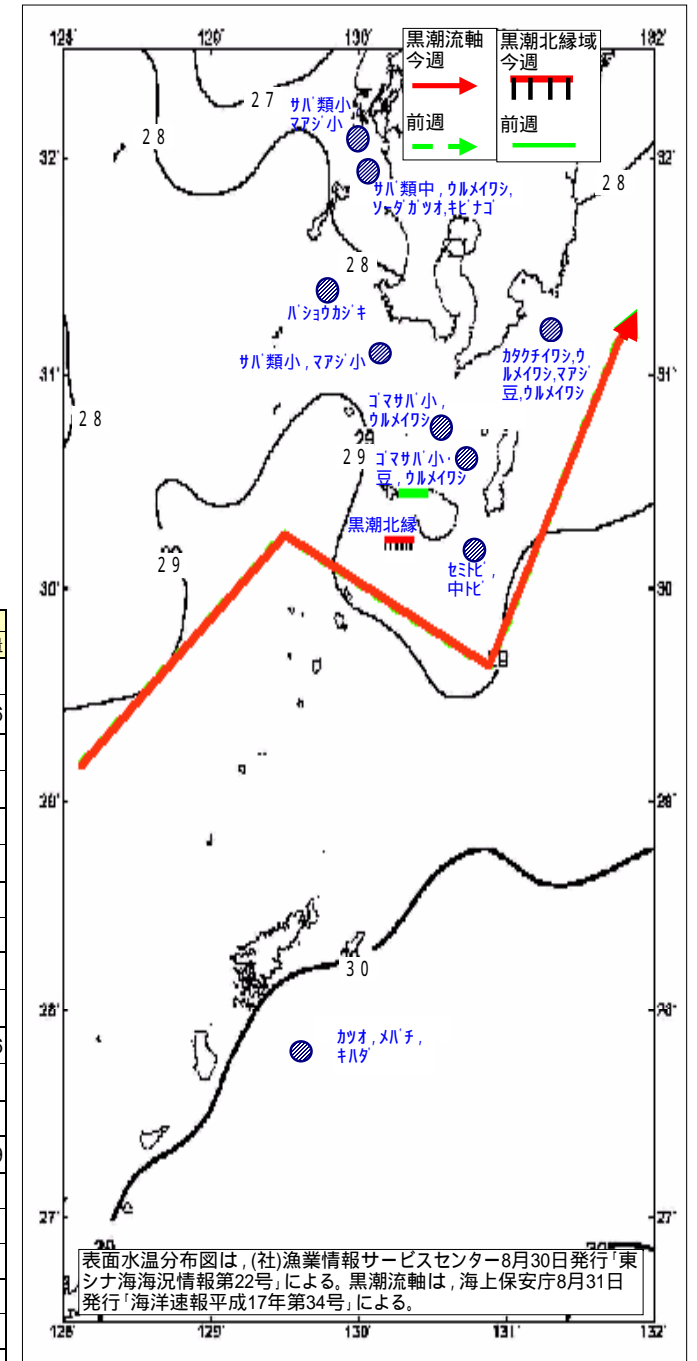 128ﾟ
129ﾟ
130ﾟ
132ﾟ
黒潮流軸
今週
前週
黒潮北縁域
今週
前週
27
28
サバ類小
マアジ小
32ﾟ
サバ類中，ウルメイワシ，
ソーダガツオ，キビナゴ
28
28
バショウカジキ
サバ類小，マアジ小
カタクチイワシ，ウ
ルメイワシ，マアジ
豆，ウルメイワシ
31ﾟ
31ﾟ
28
ゴマサバ小，
ウルメイワシ
29
ゴマサバ小・
豆，ウルメイワシ
黒潮北縁
29
セミトビ，
中トビ
30ﾟ
30ﾟ
29ﾟ
29ﾟ
30
28ﾟ
28ﾟ
カツオ，メバチ，
キハダ
27ﾟ
27ﾟ
表面水温分布図は，(社)漁業情報サービスセンター8月30日発行「東
シナ海海況情報第22号」による。黒潮流軸は，海上保安庁8月31日
発行「海洋速報平成17年第34号」による。
128ﾟ
129ﾟ
130ﾟ
131ﾟ
132ﾟ